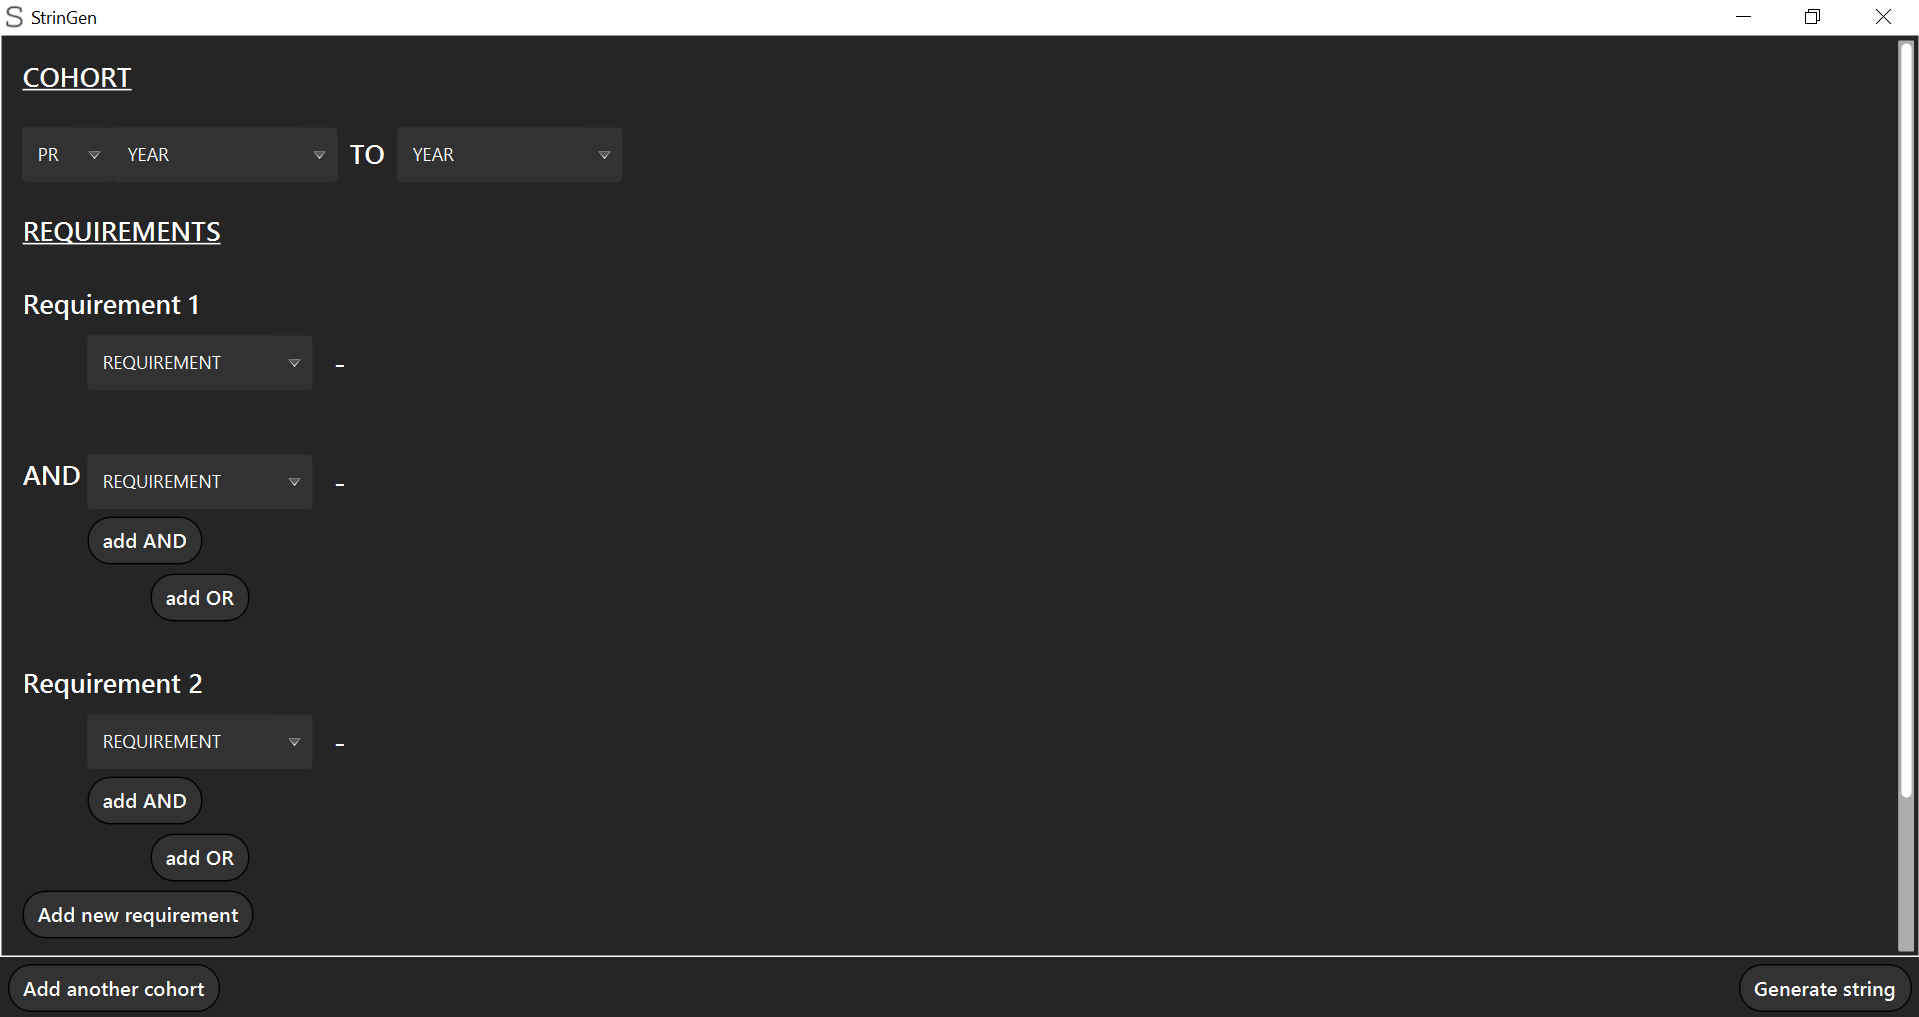 StrinGen
COHORT
PR YEAR TO YEAR
REQUIREMENTS
Requirement 1
REQUIREMENT -
AND REQUIREMENT -
add AND
add OR
Requirement 2
REQUIREMENT -
add AND
add OR
Add new requirement
Add another cohort Generate string